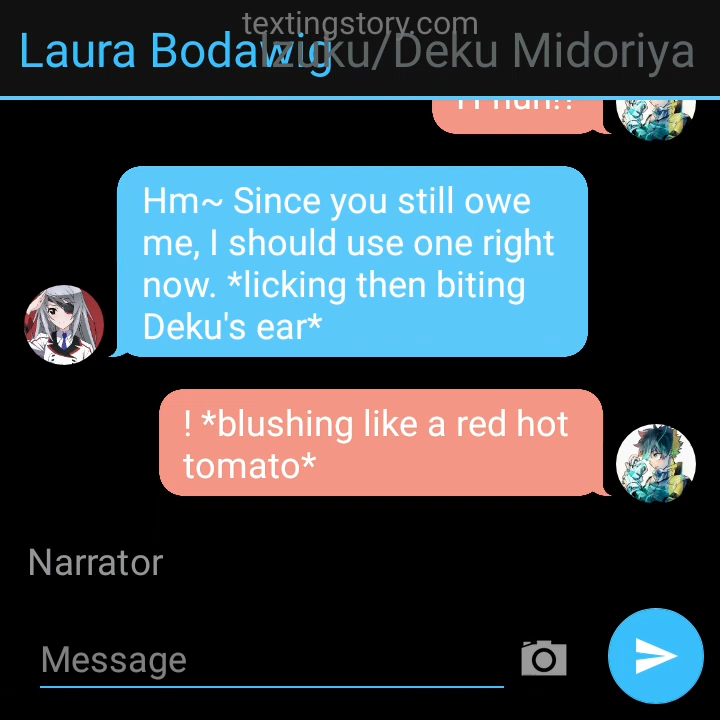 textingstory.com
Laura Bodawig
Izuku/Deku Midoriya
Hm~ Since you still owe
me, I should use one right
now. *licking then biting
Deku's ear*
! *blushing like a red hot
tomato*
Narrator
Message